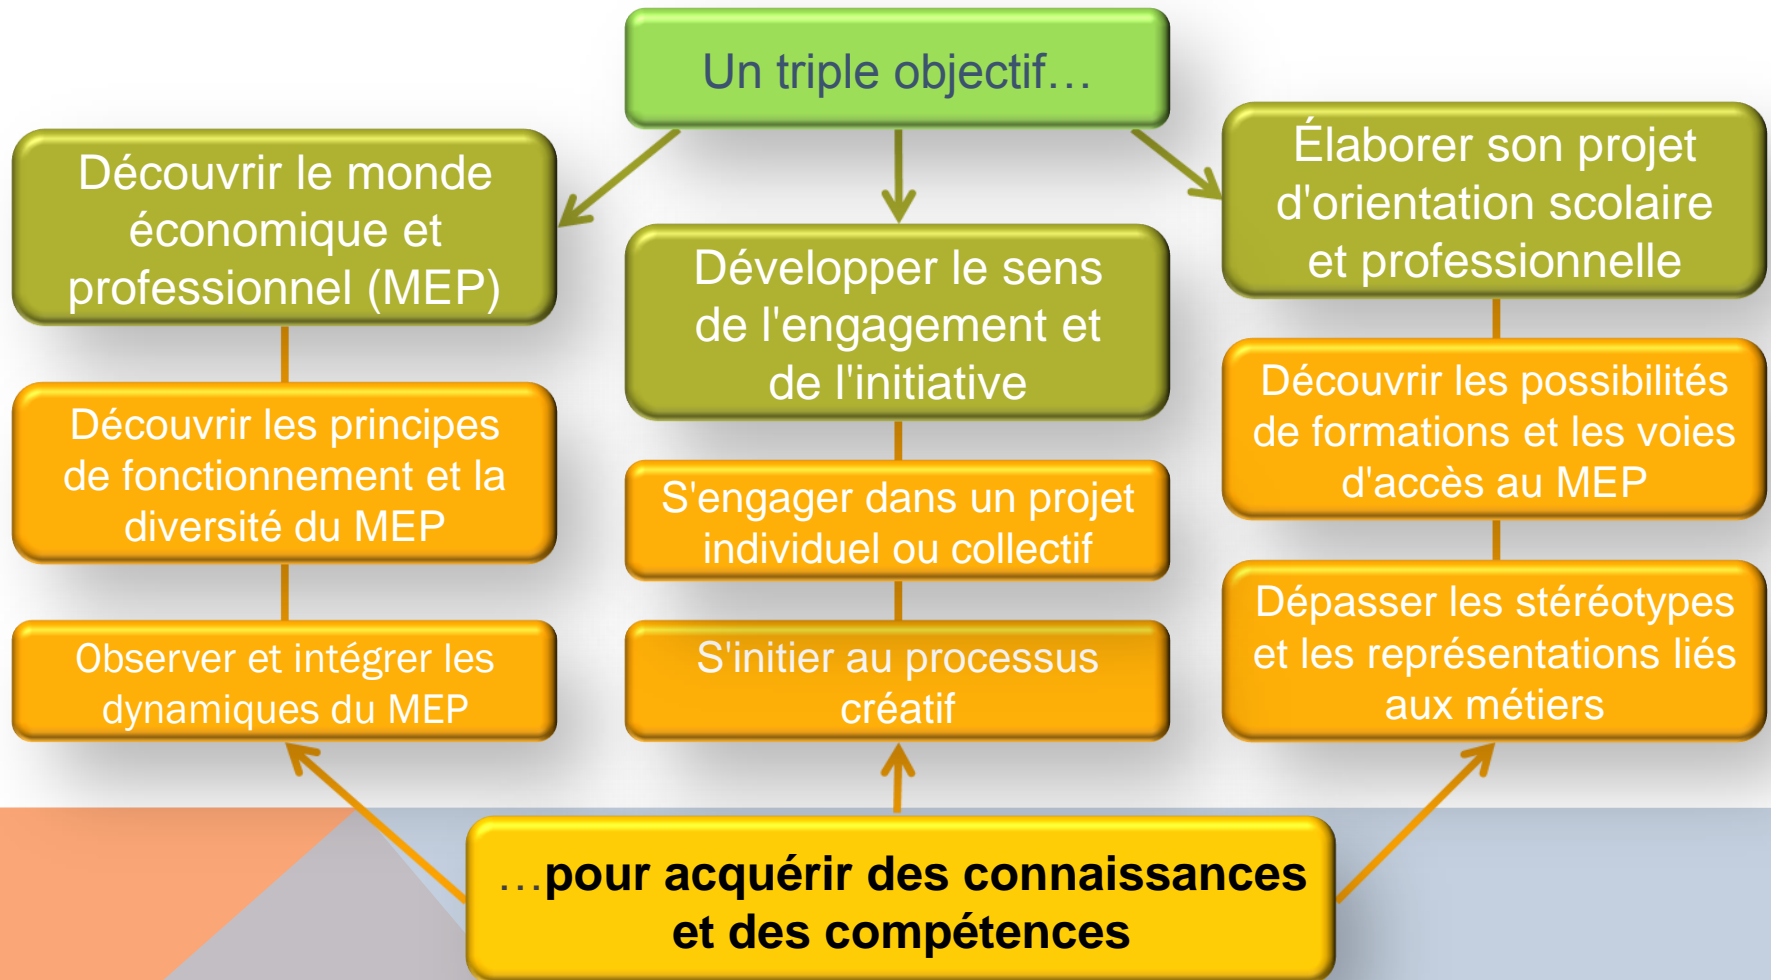 Un triple objectif…
Découvrir le monde
économique et
professionnel (MEP)
Découvrir les principes
de fonctionnement et la
diversité du MEP
Observer et intégrer les
dynamiques du MEP
Développer le sens
de l'engagement et
de l'initiative
S'engager dans un projet
individuel ou collectif
S'initier au processus
créatif
Élaborer son projet
d'orientation scolaire
et professionnelle
Découvrir les possibilités
de formations et les voies
d'accès au MEP
Dépasser les stéréotypes
et les représentations liés
aux métiers
…pour acquérir des connaissances
et des compétences